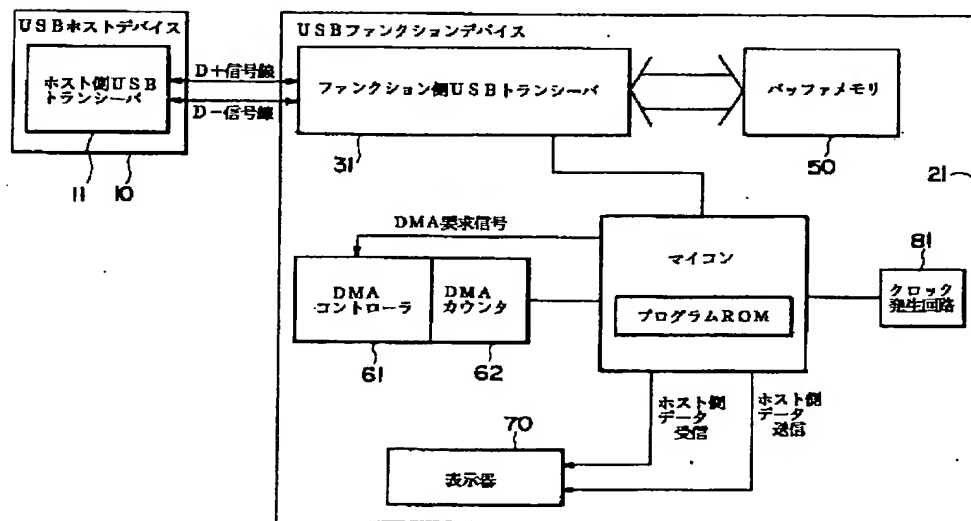 USBホストデバイス
ホスト側USB
トランシーバ
11
10
D+信号線
D-信号線
USBファンクションデバイス
ファンクション側USBトランシーバ
31
バッファメモリ
50
21
DMA要求信号
DMA
コントローラ
61
DMA
カウンタ
62
マイコン
プログラムROM
81
クロック
発生回路
ホスト側
データ
受信
ホスト側
データ
送信
70
表示器